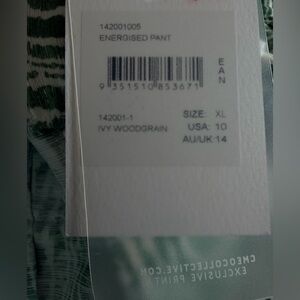 142001005
ENERGISED PANT
EAN
9 351510 853671
142001-1
IVY WOODGRAIN
SIZE: XL
USA: 10
AU/UK:14
CMEOCOLLECTIVE.COM
EXCLUSIVE PRINT